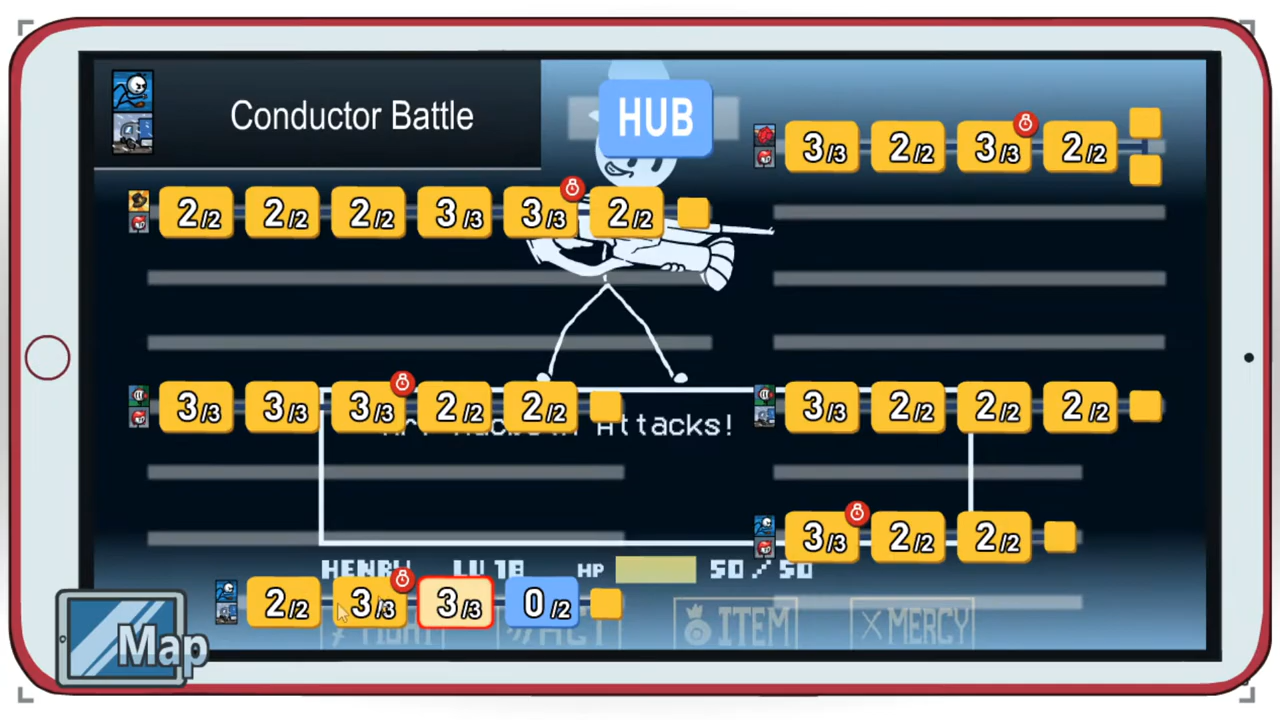 Conductor Battle
HUB
3/3 2/2 3/3 2/2
2/2 2/2 2/2 3/3 3/3 2/2
3/3 3/3 3/3 2/2 2/2
3/3 2/2 2/2 2/2
Attacks!
3/3 2/2 2/2
HENRY LV 18 HP 50/50
2/2 3/3 3/3 0/2
FIGHT ACT ITEM X MERCY
Map